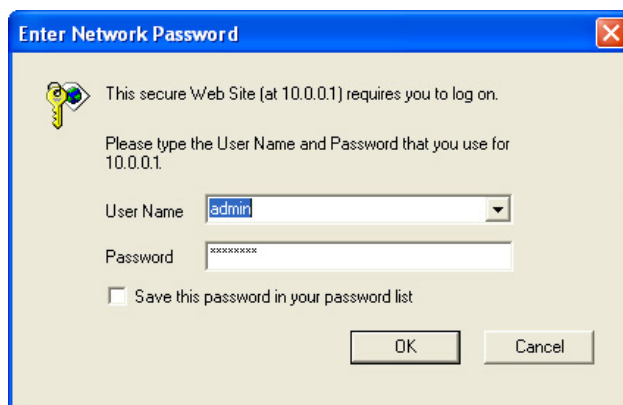 Enter Network Password
This secure Web Site (at 10.0.0.1) requires you to log on.
Please type the User Name and Password that you use for
10.0.0.1.
User Name admin
Password ********
Save this password in your password list
OK Cancel